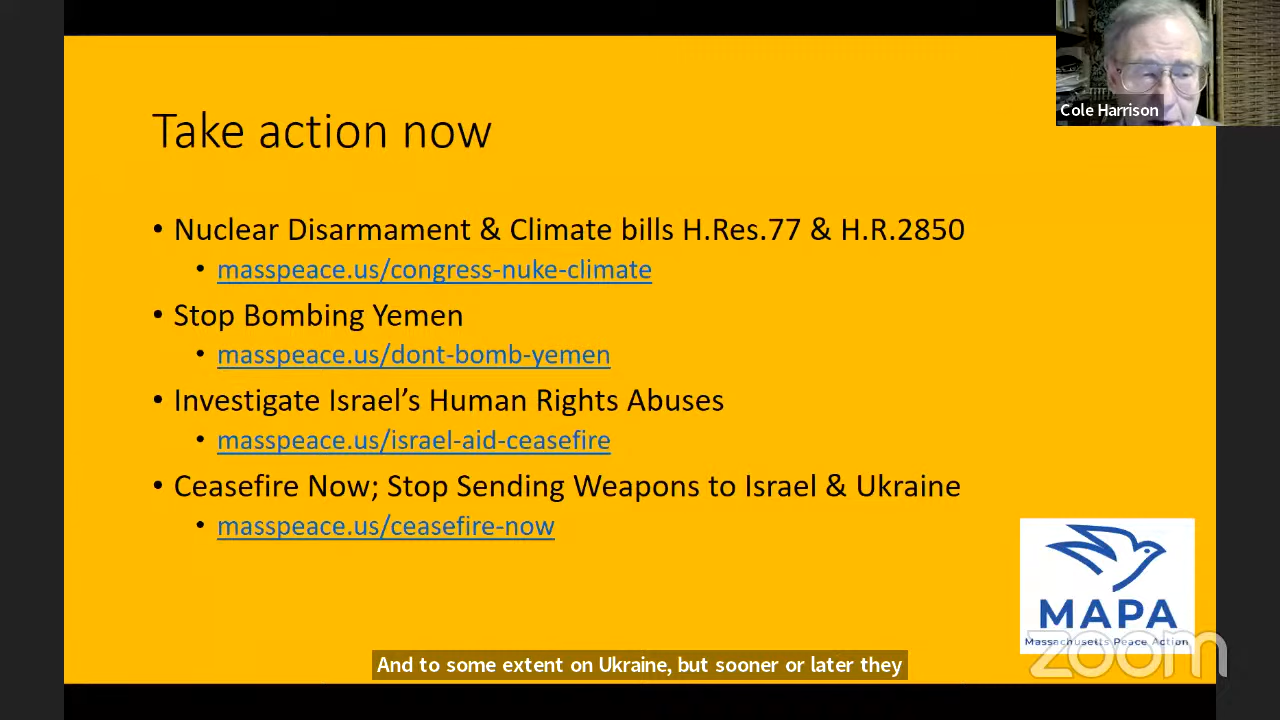 Cole Harrison
Take action now
• Nuclear Disarmament & Climate bills H.Res.77 & H.R.2850
• masspeace.us/congress-nuke-climate
• Stop Bombing Yemen
• masspeace.us/dont-bomb-yemen
• Investigate Israel’s Human Rights Abuses
• masspeace.us/israel-aid-ceasefire
• Ceasefire Now; Stop Sending Weapons to Israel & Ukraine
• masspeace.us/ceasefire-now
MAPA
Massachusetts Peace Action
zoom
And to some extent on Ukraine, but sooner or later they